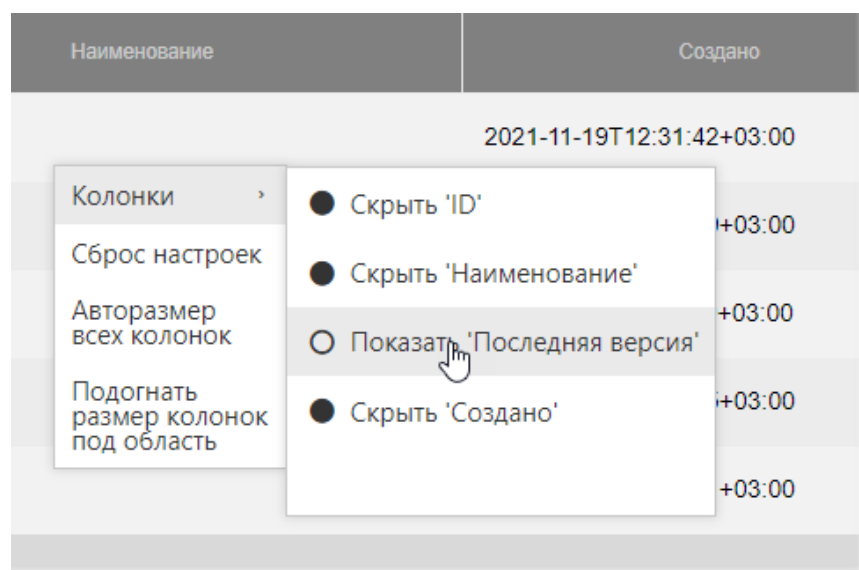 Наименование
Создано
2021-11-19T12:31:42+03:00
Колонки
Сброс настроек
Авторазмер
всех колонок
Подогнать
размер колонок
под область
Скрыть 'ID'
Скрыть 'Наименование'
Показать 'Последняя версия'
Скрыть 'Создано'
+03:00
+03:00
+03:00
+03:00